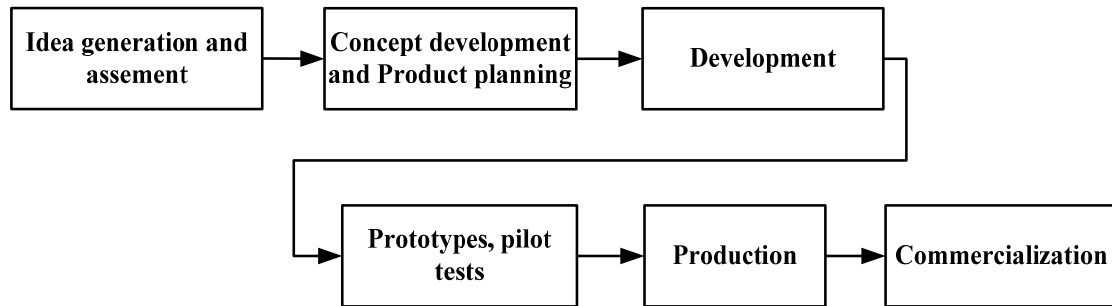 Idea generation and
assement
Concept development
and Product planning
Development
Prototypes, pilot
tests
Production
Commercialization